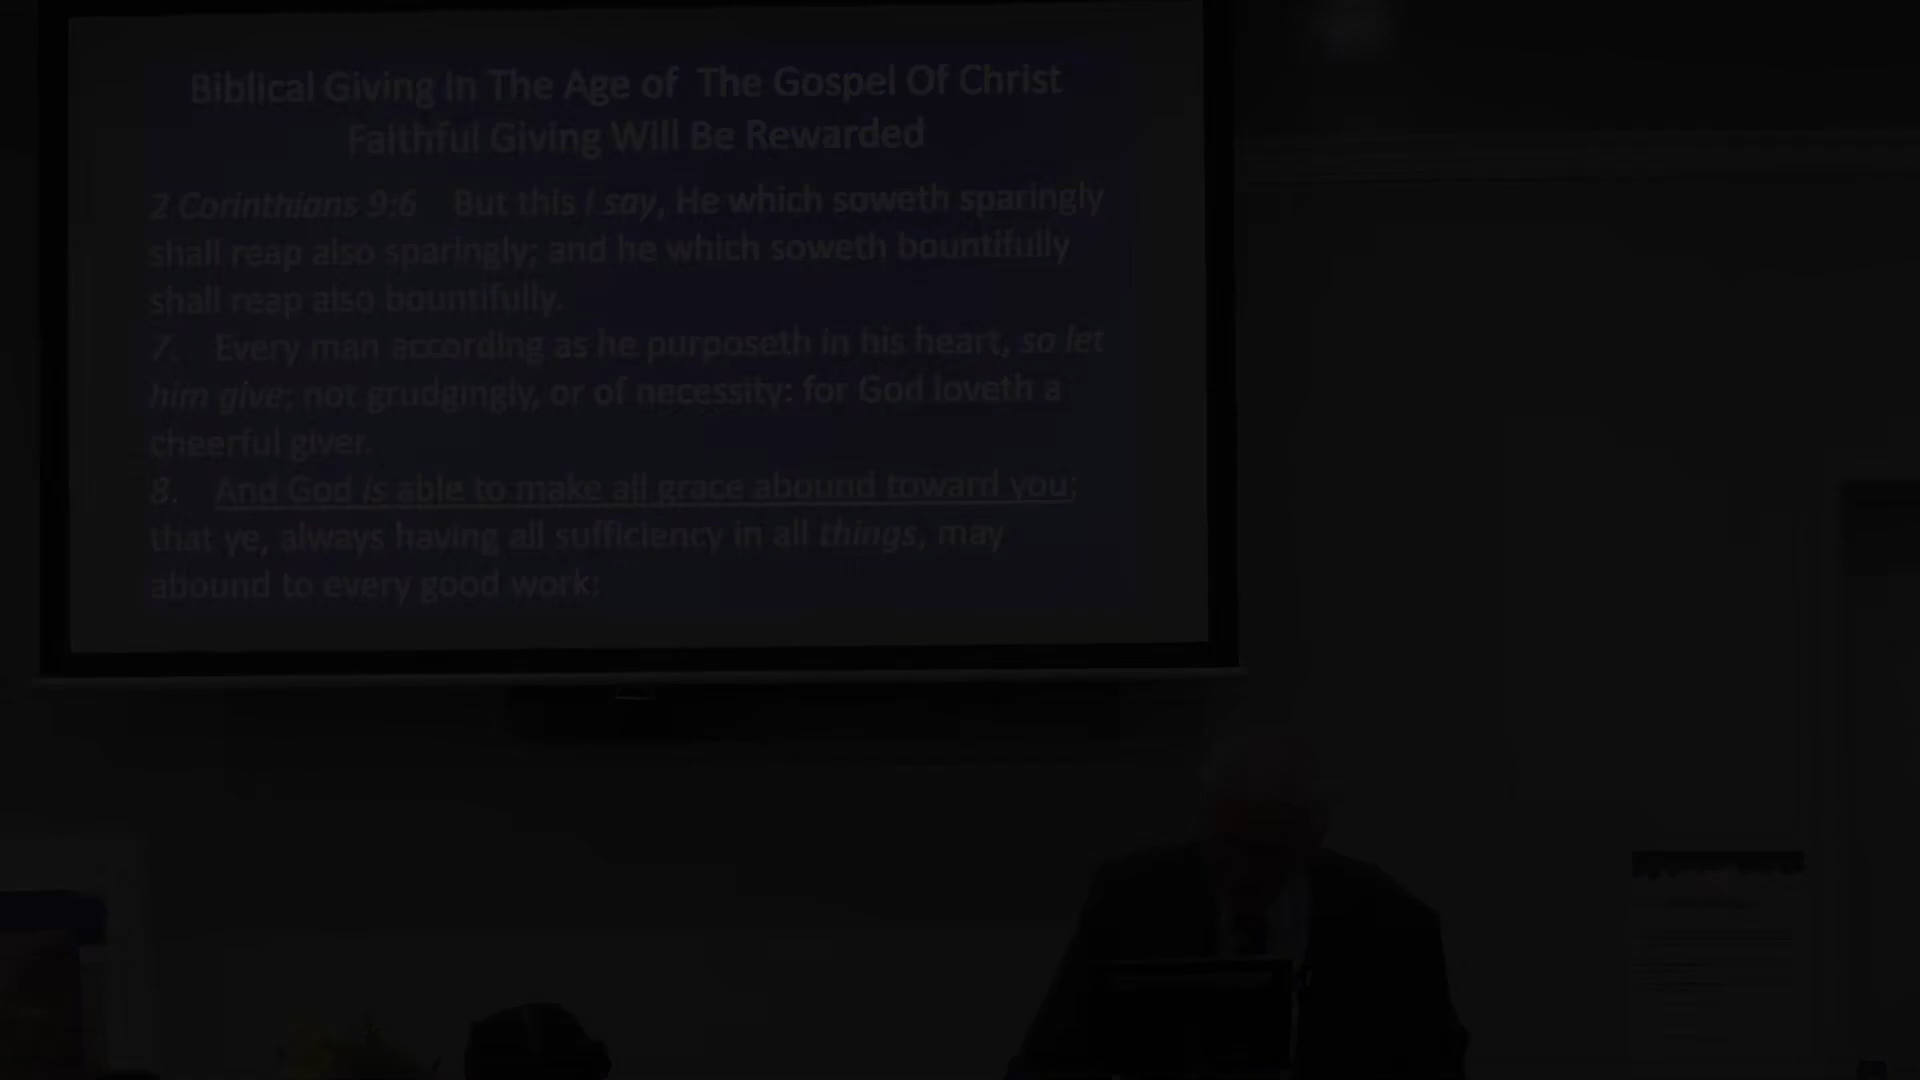 Biblical Giving In The Age of The Gospel Of Christ
Faithful Giving Will Be Rewarded
2 Corinthians 9:6 But this I say, He which soweth sparingly
shall reap also sparingly; and he which soweth bountifully
shall reap also bountifully.
7. Every man according as he purposeth in his heart, so let
him give; not grudgingly, or of necessity: for God loveth a
cheerful giver.
8. And God is able to make all grace abound toward you;
that ye, always having all sufficiency in all things, may
abound to every good work: